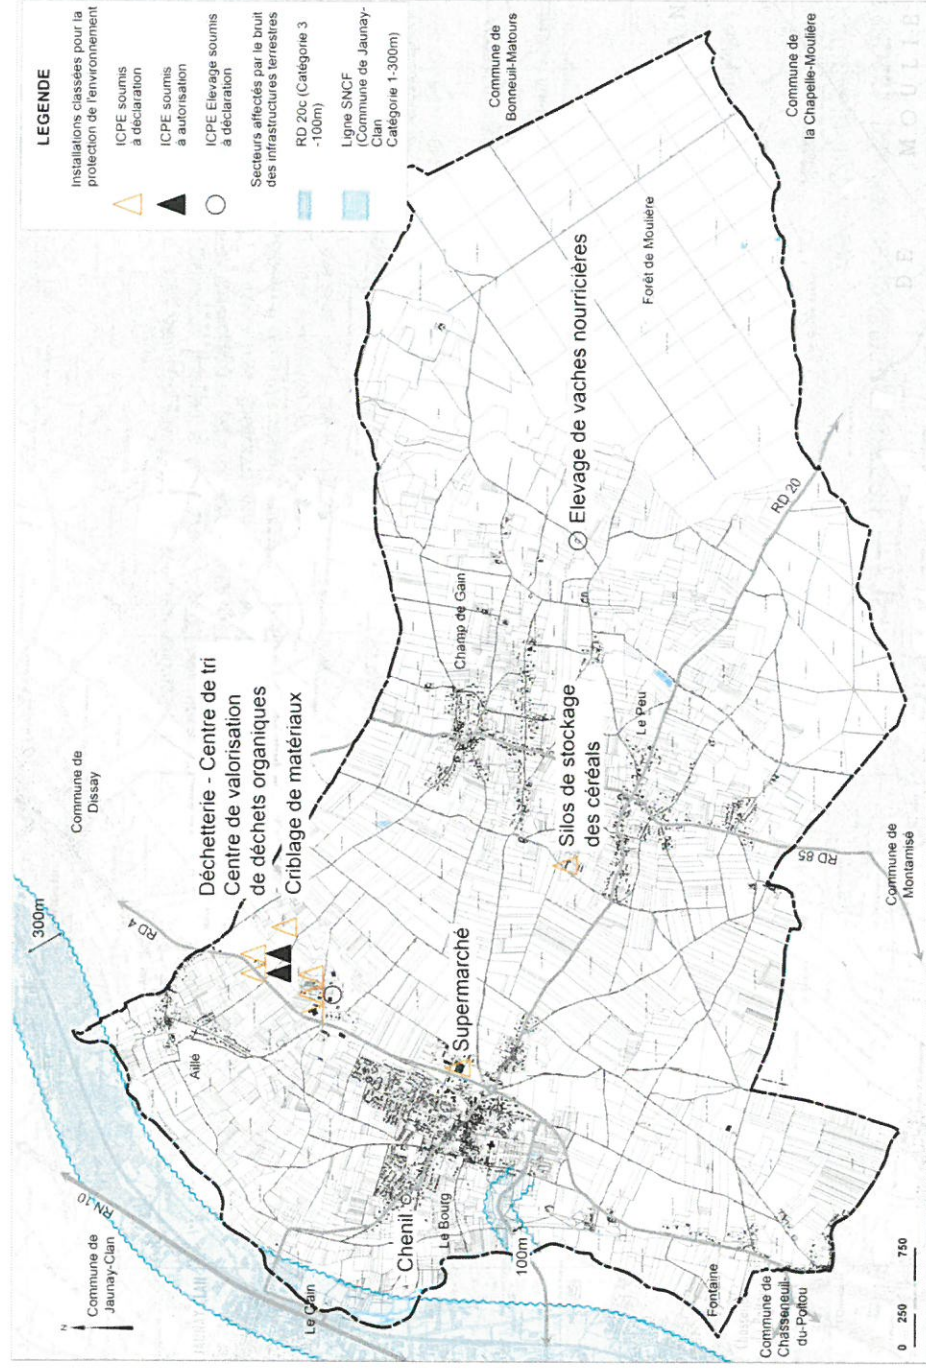 LEGENDE
Installations classées pour la
protection de l'environnement
ICPE soumis
à déclaration
ICPE soumis
à autorisation
ICPE Elevage soumis
à déclaration
Secteurs affectés par le bruit
des infrastructures terrestres
RD 20c (Catégorie 3
-100m)
Ligne SNCF
(Commune de Jaunay-
Clan
Catégorie 1-300m)
N
Commune de
Jaunay-Clan
RN 10
300m
RD 4
Commune de
Dissay
Aillé
Déchetterie - Centre de tri
Centre de valorisation
de déchets organiques
Criblage de matériaux
Le Clain
Chenil
Le Bourg
100m
Supermarché
Champ de Gain
Silos de stockage
des céréals
Le Peu
Elevage de vaches nourricières
Forêt de Moulière
Commune de
Bonneuil-Matours
Commune de
la Chapelle-Moulière
DE MOULIE
RD 20
RD 85
Commune de
Montamisé
Fontaine
Commune de
Chasseneuil-
du-Poitou
0 250 750